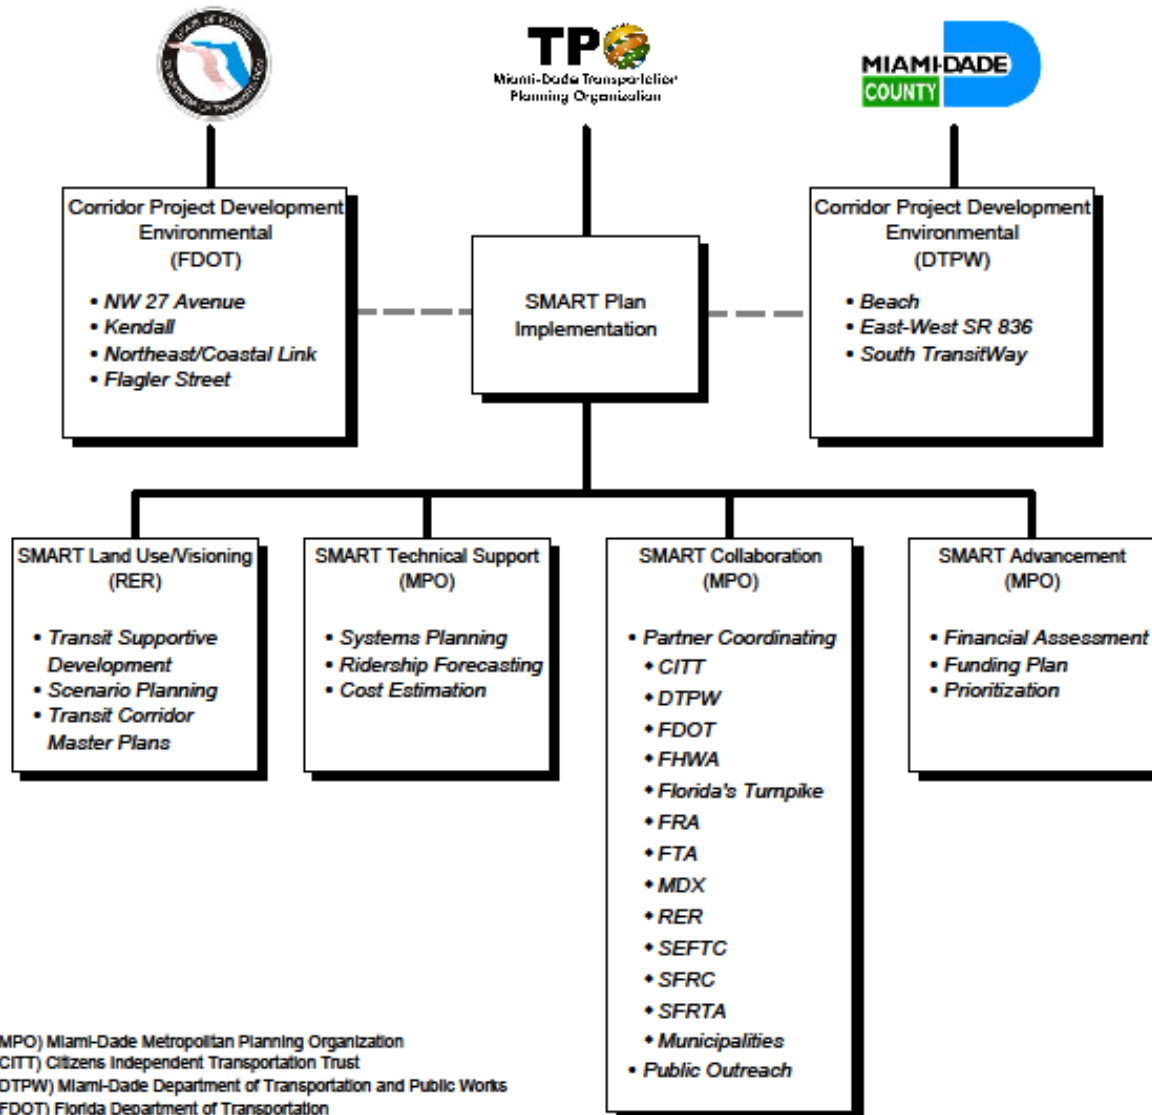 STATE OF FLORIDA
DEPARTMENT OF TRANSPORTATION
TPO
Miami-Dade Transportation
Planning Organization
MIAMI-DADE
COUNTY
Corridor Project Development
Environmental
(FDOT)
• NW 27 Avenue
• Kendall
• Northeast/Coastal Link
• Flagler Street
SMART Plan
Implementation
Corridor Project Development
Environmental
(DTPW)
• Beach
• East-West SR 836
• South TransitWay
SMART Land Use/Visioning
(RER)
• Transit Supportive
Development
• Scenario Planning
• Transit Corridor
Master Plans
SMART Technical Support
(MPO)
• Systems Planning
• Ridership Forecasting
• Cost Estimation
SMART Collaboration
(MPO)
• Partner Coordinating
• CITT
• DTPW
• FDOT
• FHWA
• Florida's Turnpike
• FRA
• FTA
• MDX
• RER
• SEFTC
• SFRC
• SFRTA
• Municipalities
• Public Outreach
SMART Advancement
(MPO)
• Financial Assessment
• Funding Plan
• Prioritization
MPO) Miami-Dade Metropolitan Planning Organization
CITT) Citizens Independent Transportation Trust
DTPW) Miami-Dade Department of Transportation and Public Works
FDOT) Florida Department of Transportation